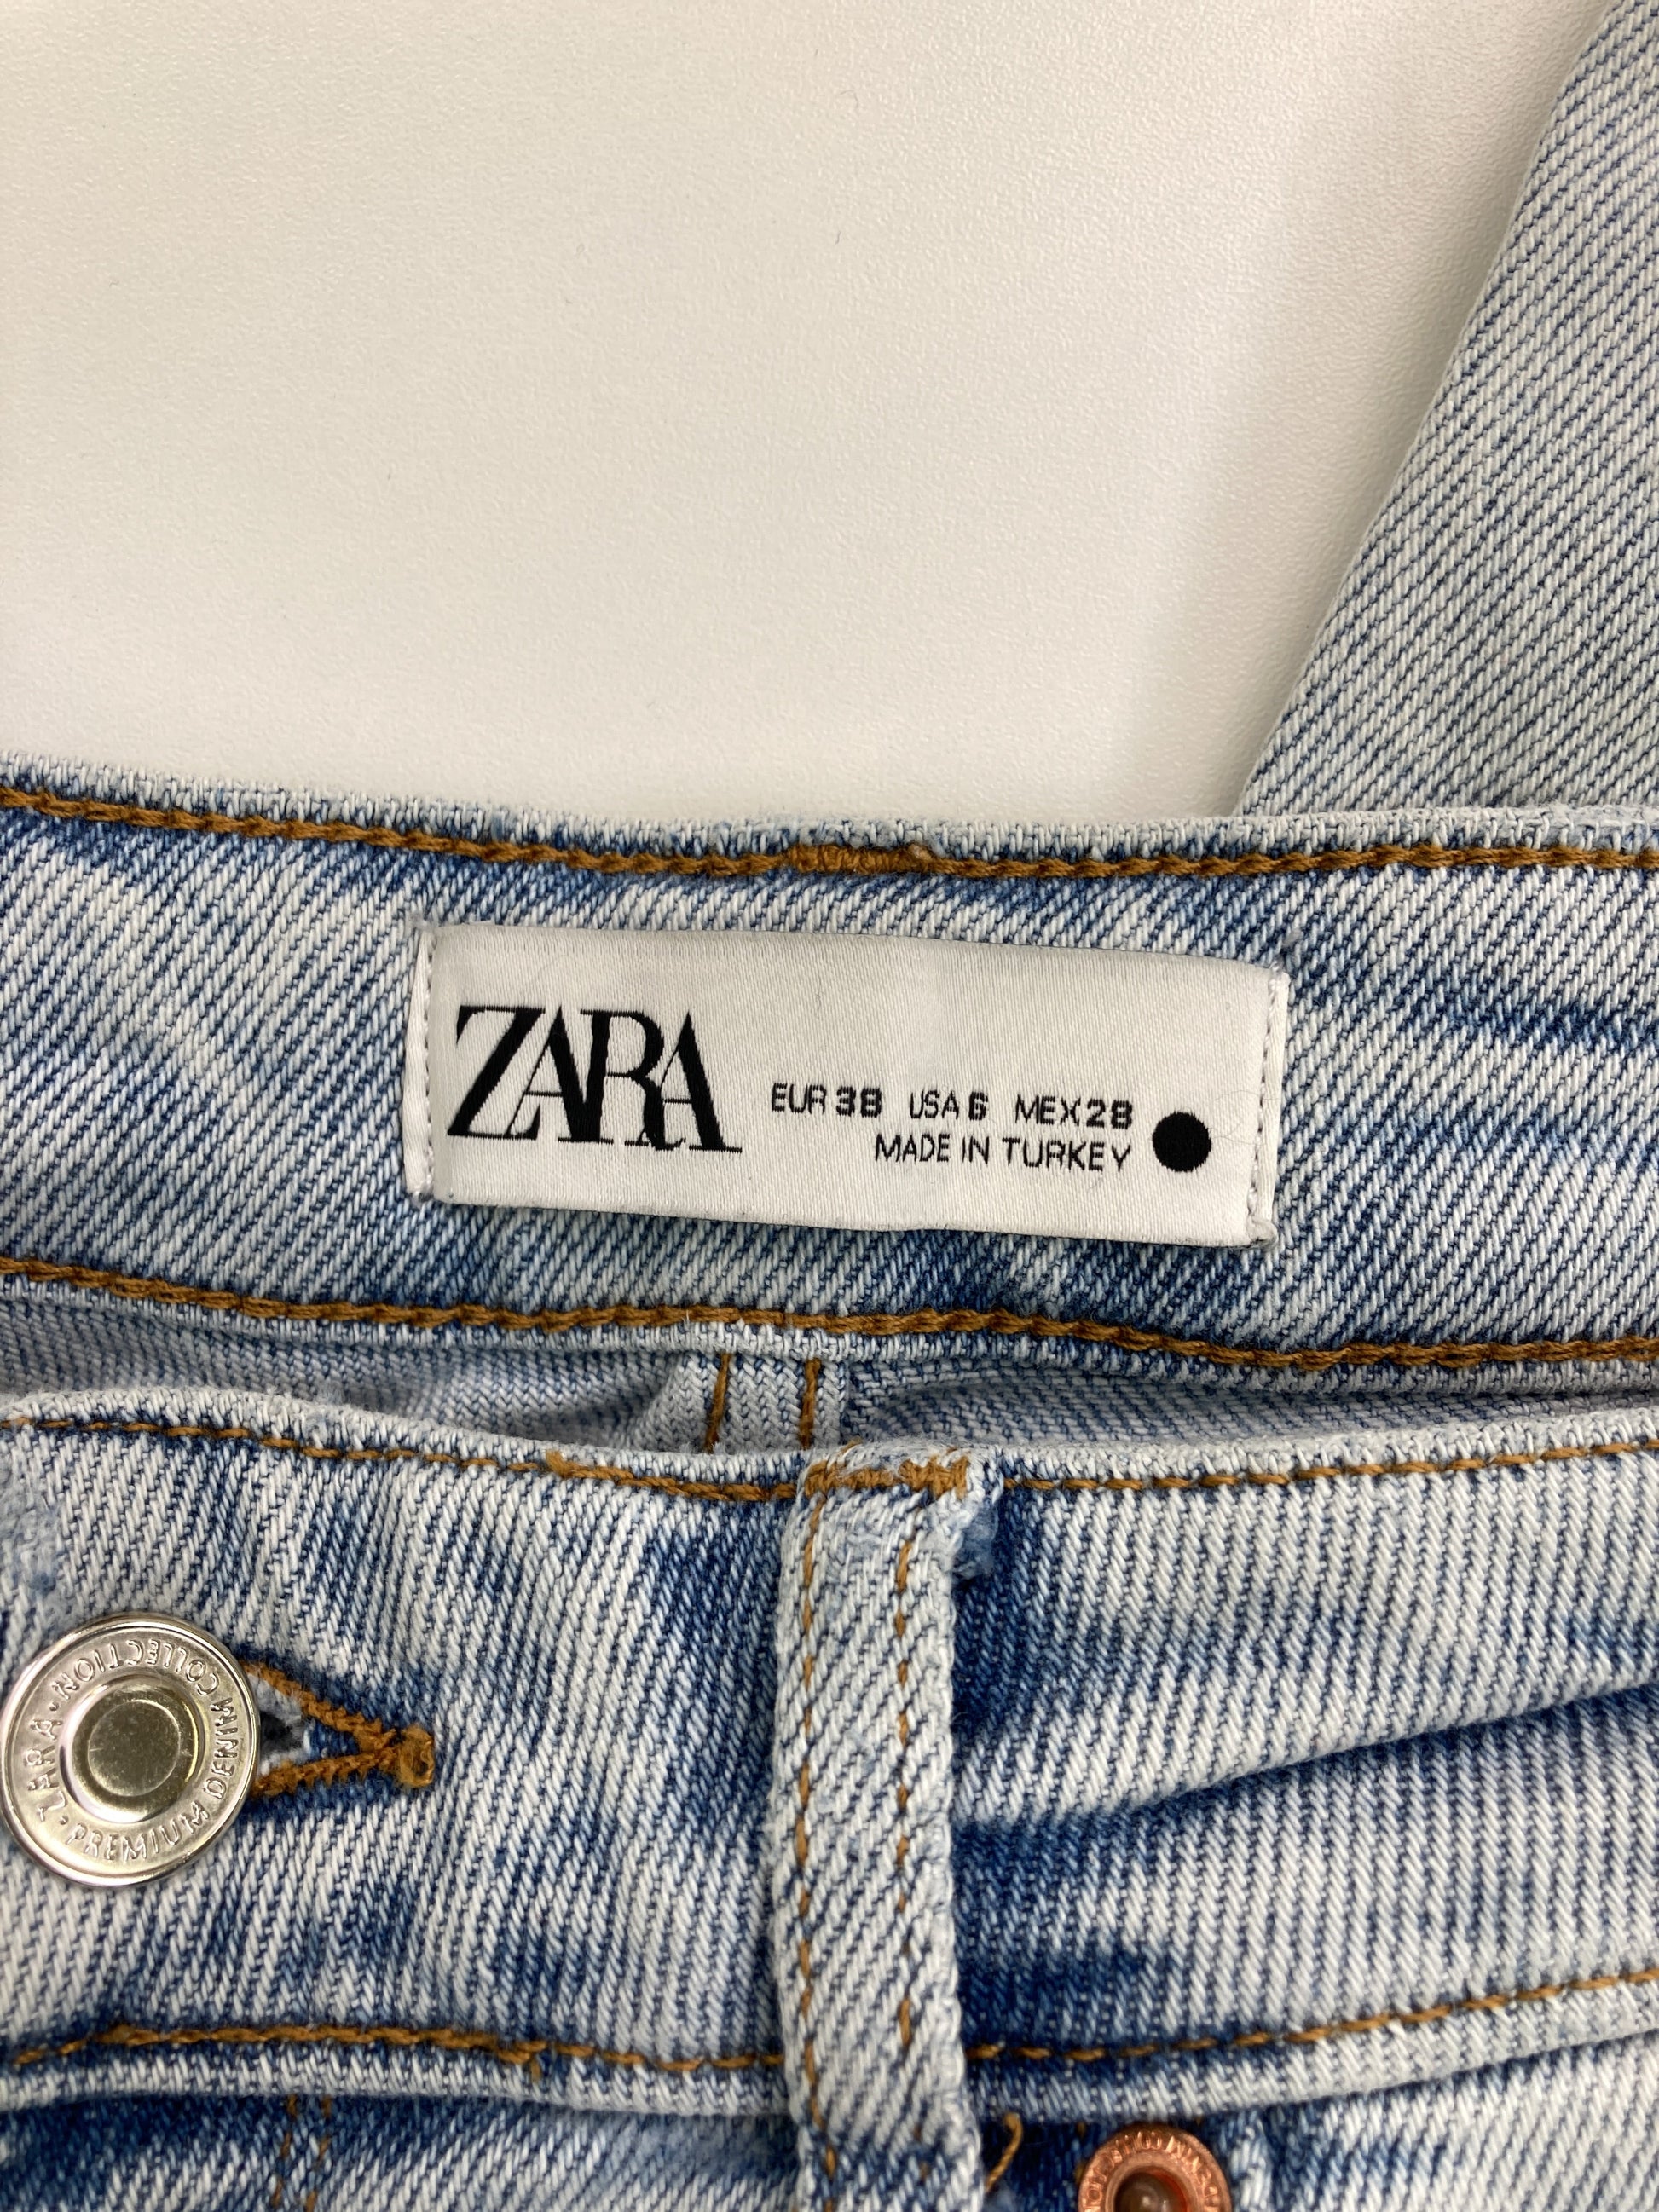 ZARA
EUR 38 USA 6 MEX 28
MADE IN TURKEY
ZARA · PREMIUM DENIM COLLECTION ·